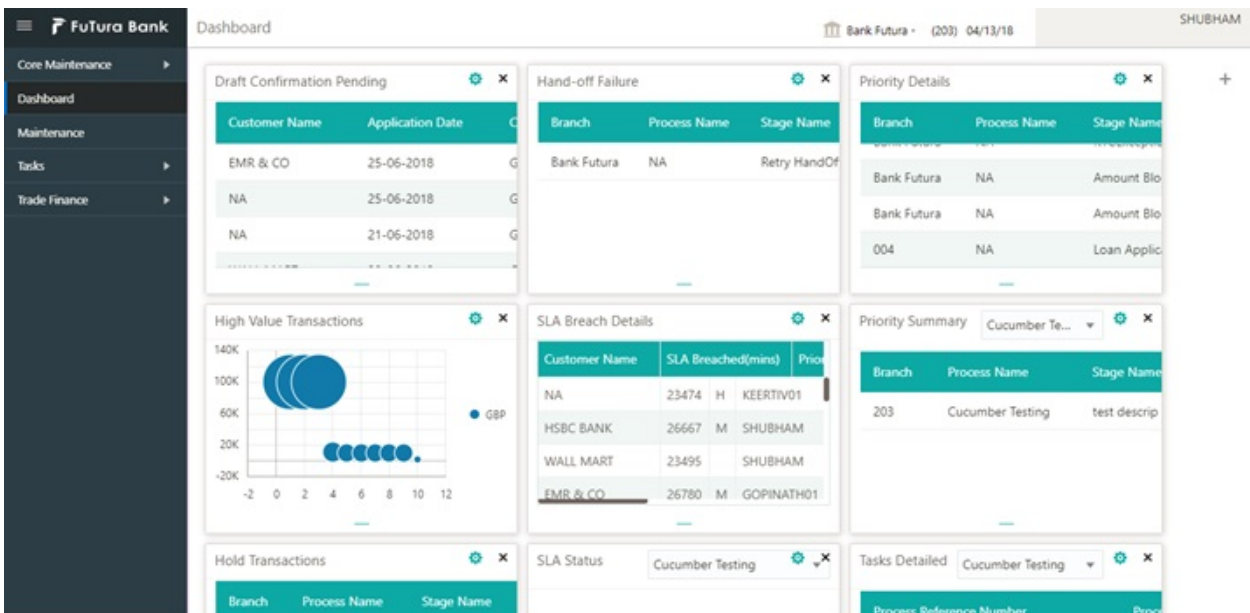 FuTura Bank
Dashboard
Bank Futura - (203) 04/13/18
SHUBHAM
Core Maintenance
Dashboard
Maintenance
Tasks
Trade Finance
Draft Confirmation Pending
Customer Name Application Date C
EMR & CO 25-06-2018 G
NA 25-06-2018 G
NA 21-06-2018 G
Hand-off Failure
Branch Process Name Stage Name
Bank Futura NA Retry HandOf
Priority Details
Branch Process Name Stage Name
Bank Futura NA Amount Blo
Bank Futura NA Amount Blo
004 NA Loan Applic
High Value Transactions
140K
100K
60K
20K
-20K
-2 0 2 4 6 8 10 12
GBP
SLA Breach Details
Customer Name SLA Breached(mins) Prior
NA 23474 H KEERTIV01
HSBC BANK 26667 M SHUBHAM
WALL MART 23495 SHUBHAM
EMR & CO 26780 M GOPINATH01
Priority Summary Cucumber Te...
Branch Process Name Stage Name
203 Cucumber Testing test descrip
Hold Transactions
Branch Process Name Stage Name
SLA Status Cucumber Testing
Tasks Detailed Cucumber Testing
Process Reference Number Proce